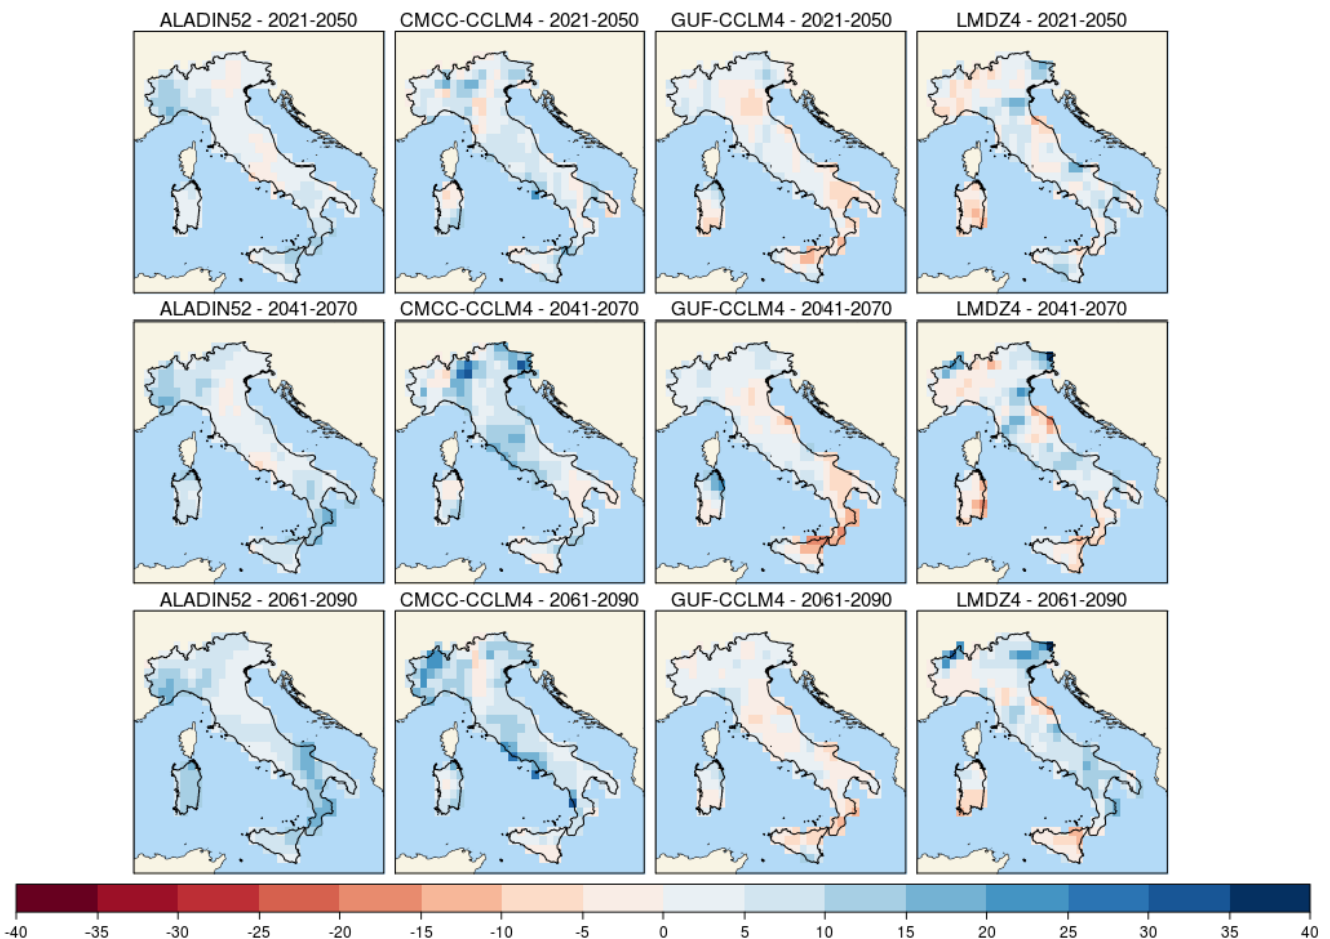 ALADIN52 - 2021-2050 CMCC-CCLM4 - 2021-2050 GUF-CCLM4 - 2021-2050 LMDZ4 - 2021-2050
ALADIN52 - 2041-2070 CMCC-CCLM4 - 2041-2070 GUF-CCLM4 - 2041-2070 LMDZ4 - 2041-2070
ALADIN52 - 2061-2090 CMCC-CCLM4 - 2061-2090 GUF-CCLM4 - 2061-2090 LMDZ4 - 2061-2090
-40 -35 -30 -25 -20 -15 -10 -5 0 5 10 15 20 25 30 35 40